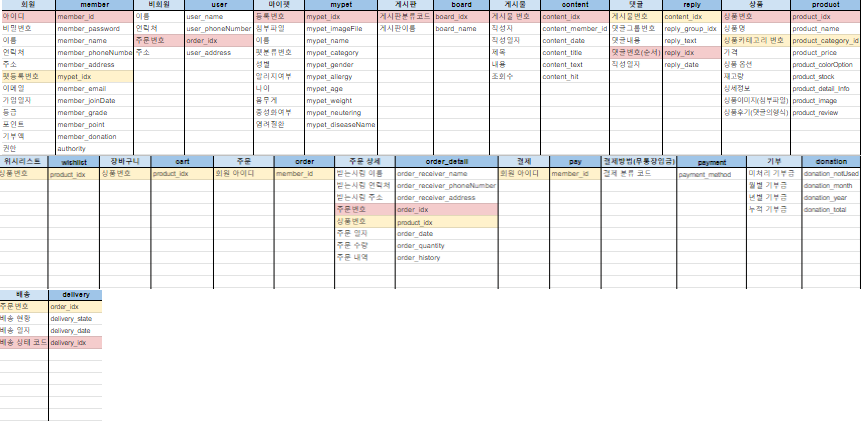 회원 member 비회원 user 마이펫 mypet 게시판 board 게시물 content 댓글 reply 상품 product
아이디 member_id 이름 user_name 등록번호 mypet_idx 게시판분류코드 board_idx 게시물 번호 content_idx 게시물번호 content_idx 상품번호 product_idx
비밀번호 member_password 연락처 user_phoneNumber 첨부파일 mypet_imageFile 게시판이름 board_name 작성자 content_member_id 댓글그룹번호 reply_group_idx 상품명 product_name
이름 member_name 주문번호 order_idx 이름 mypet_name 작성일자 content_date 댓글내용 reply_text 상품카테고리 번호 product_category_id
연락처 member_phoneNumber 주소 user_address 펫분류번호 mypet_category 제목 content_title 댓글번호(순서) reply_idx 가격 product_price
주소 member_address 성별 mypet_gender 내용 content_text 작성일자 reply_date 상품 옵션 product_colorOption
펫등록번호 mypet_idx 알러지여부 mypet_allergy 조회수 content_hit 재고량 product_stock
이메일 member_email 나이 mypet_age 상세정보 product_detail_Info
가입일자 member_joinDate 몸무게 mypet_weight 상품이미지(첨부파일) product_image
등급 member_grade 중성화여부 mypet_neutering 상품후기(댓글의형식) product_review
포인트 member_point 염려질환 mypet_diseaseName
기부액 member_donation
권한 authority
위시리스트 wishlist 장바구니 cart 주문 order 주문 상세 order_detail 결제 pay 결제방법(무통장입금) payment 기부 donation
상품번호 product_idx 상품번호 product_idx 회원 아이디 member_id 받는사람 이름 order_receiver_name 회원 아이디 member_id 결제 분류 코드 payment_method 미처리 기부금 donation_notUsed
받는사람 연락처 order_receiver_phoneNumber 월별 기부금 donation_month
받는사람 주소 order_receiver_address 년별 기부금 donation_year
주문번호 order_idx 누적 기부금 donation_total
상품번호 product_idx
주문 일자 order_date
주문 수량 order_quantity
주문 내역 order_history
배송 delivery
주문번호 order_idx
배송 현황 delivery_state
배송 일자 delivery_date
배송 상태 코드 delivery_idx